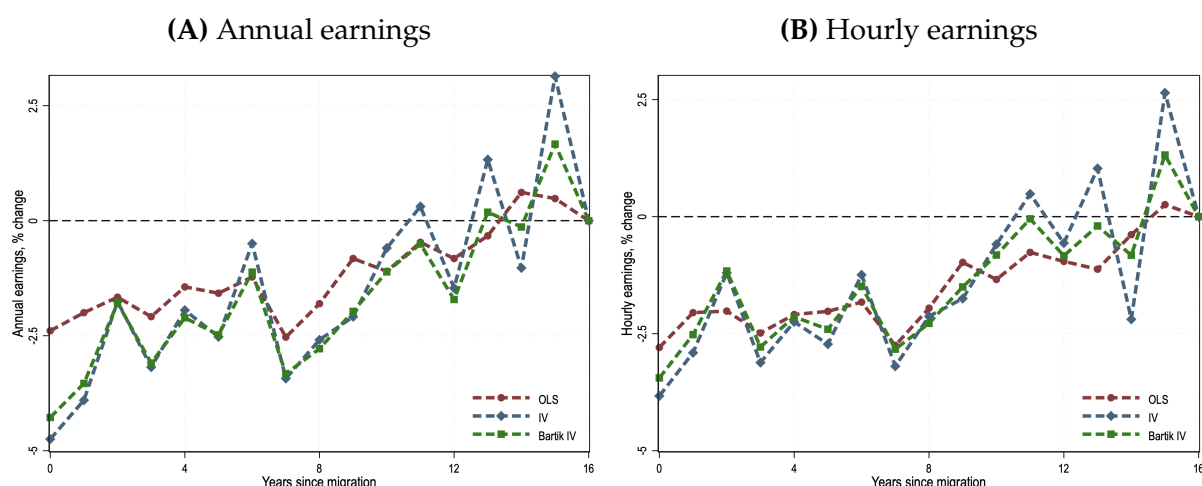 (A) Annual earnings
(B) Hourly earnings
Annual earnings, % change
2.5
0
-2.5
-5
0 4 8 12 16
Years since migration
OLS
IV
Bartik IV
Hourly earnings, % change
2.5
0
-2.5
-5
0 4 8 12 16
Years since migration
OLS
IV
Bartik IV